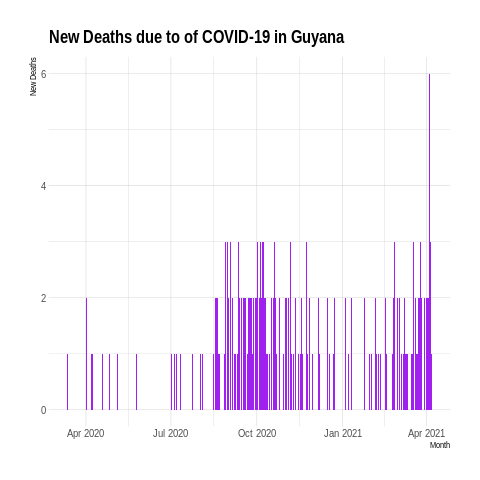 New Deaths due to of COVID-19 in Guyana
New Deaths
6
4
2
0
Apr 2020 Jul 2020 Oct 2020 Jan 2021 Apr 2021
Month